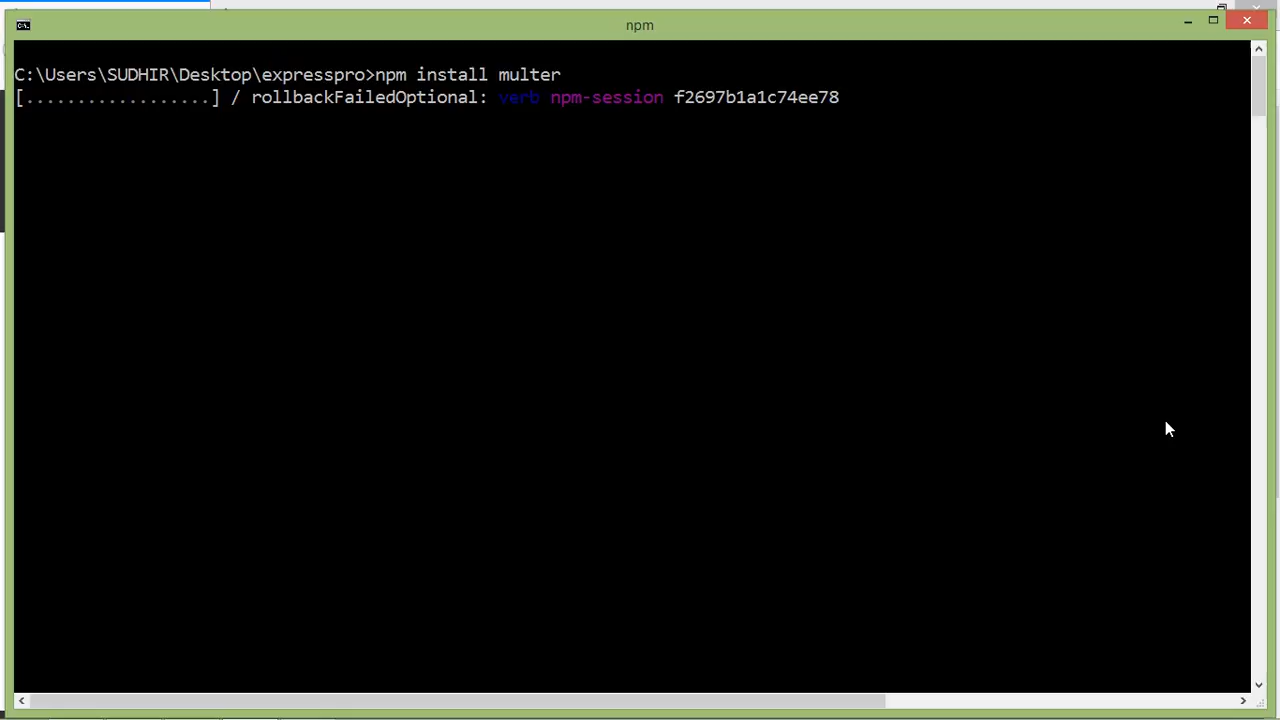 npm
C:\Users\SUDHIR\Desktop\expresspro>npm install multer
[..................] / rollbackFailedOptional: verb npm-session f2697b1a1c74ee78